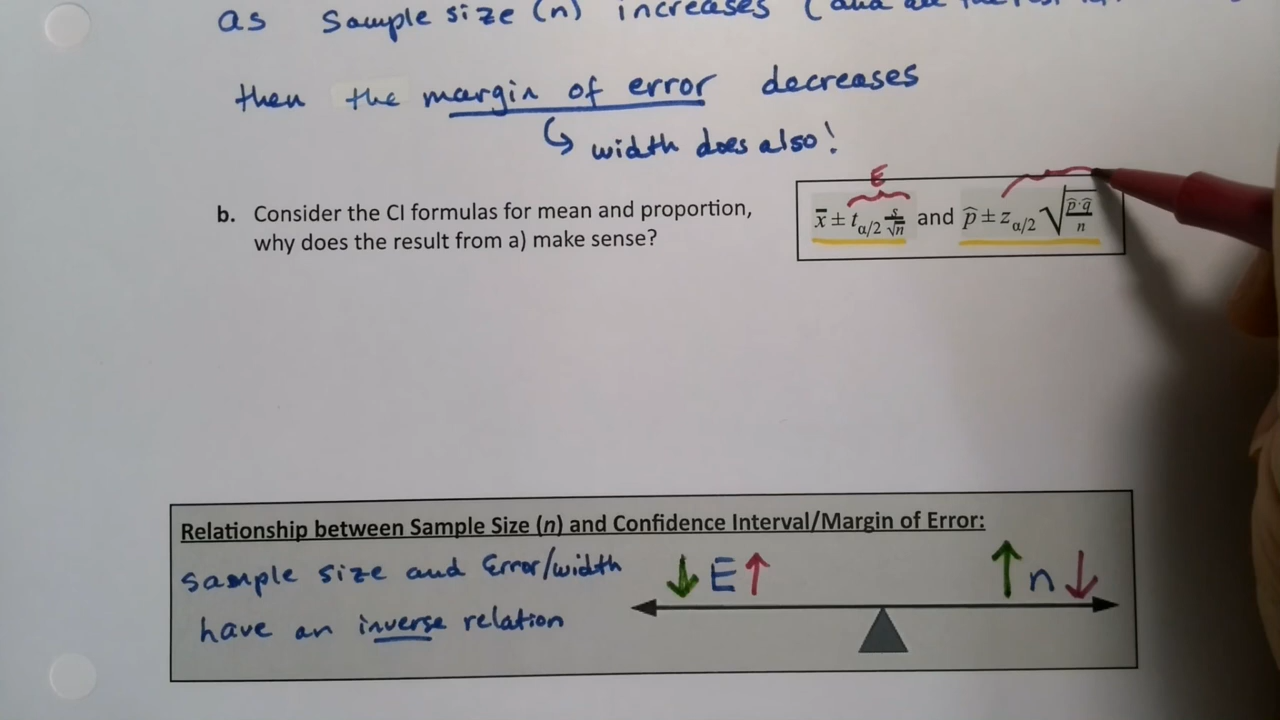 as sample size (n) increases (and
then the margin of error decreases
↳ width does also!
E
b. Consider the CI formulas for mean and proportion,
why does the result from a) make sense?
x̄ ± t_{α/2} s/√n and p̂ ± z_{α/2} √(p̂·q̂/n)
Relationship between Sample Size (n) and Confidence Interval/Margin of Error:
sample size and Error/width
have an inverse relation
↓ E ↑ ↑ n ↓